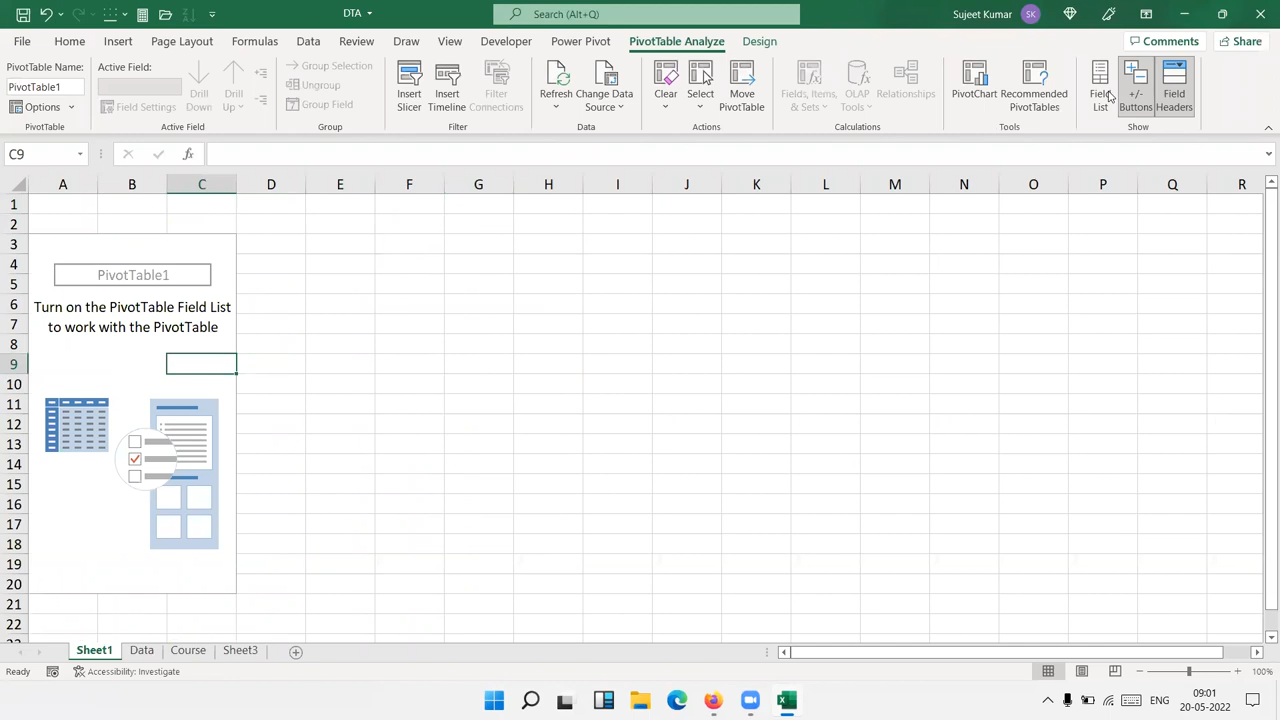 DTA
Search (Alt+Q)
Sujeet Kumar SK
File Home Insert Page Layout Formulas Data Review View Draw Developer Power Pivot PivotTable Analyze Design Comments Share
PivotTable Name:
PivotTable1
Options
PivotTable
Active Field:
Field Settings
Drill Down
Drill Up
Active Field
Group Selection
Ungroup
Group Field
Group
Insert Slicer
Insert Timeline
Filter Connections
Filter
Refresh
Change Data Source
Data
Clear
Select
Move PivotTable
Actions
Fields, Items, & Sets
OLAP Tools
Relationships
Calculations
PivotChart
Recommended PivotTables
Tools
Field List
+/- Buttons
Field Headers
Show
C9
fx
A B C D E F G H I J K L M N O P Q R
1
2
3
4
PivotTable1
5
6
Turn on the PivotTable Field List
7
to work with the PivotTable
8
9
10
11
12
13
14
15
16
17
18
19
20
21
22
23
Sheet1 Data Course Sheet3
Ready Accessibility: Investigate 100%
ENG 09:01
20-05-2022